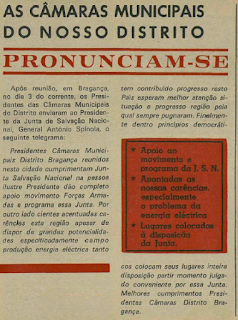 AS CÂMARAS MUNICIPAIS
DO NOSSO DISTRITO
PRONUNCIAM-SE
Após reunião, em Bragança,
no dia 3 do corrente, os Presi-
dentes das Câmaras Municipais
do Distrito enviaram ao Presiden-
te da Junta de Salvação Nacio-
nal, General António Spínola, o
seguinte telegrama:
Presidentes Câmaras Munici-
pais Distrito Bragança reunidos
nesta cidade cumprimentam Jun-
ta Salvação Nacional na pessoa
ilustre Presidente dão completo
apoio movimento Forças Arma-
das e programa essa Junta. Por
outro lado cientes acentuadas ca-
rências esta região apesar de
dispor de grandes potencialida-
des especificadamente campo
produção energia eléctrica tanto
tem contribuído progresso resto
País esperam melhor atenção si-
tuação e progresso região pela
qual sempre pugnaram. Finalmen-
te dentro princípios democráti-
★ Apoio ao
movimento e
programa da J. S. N.
★ Apontadas as
nossas carências,
especialmente
o problema da
energia eléctrica
★ Lugares colocados
à disposição
da Junta.
cos colocam seus lugares inteira
disposição partir momento julga-
do conveniente por essa Junta.
Melhores cumprimentos Presi-
dentes Câmaras Distrito Bra-
gança.